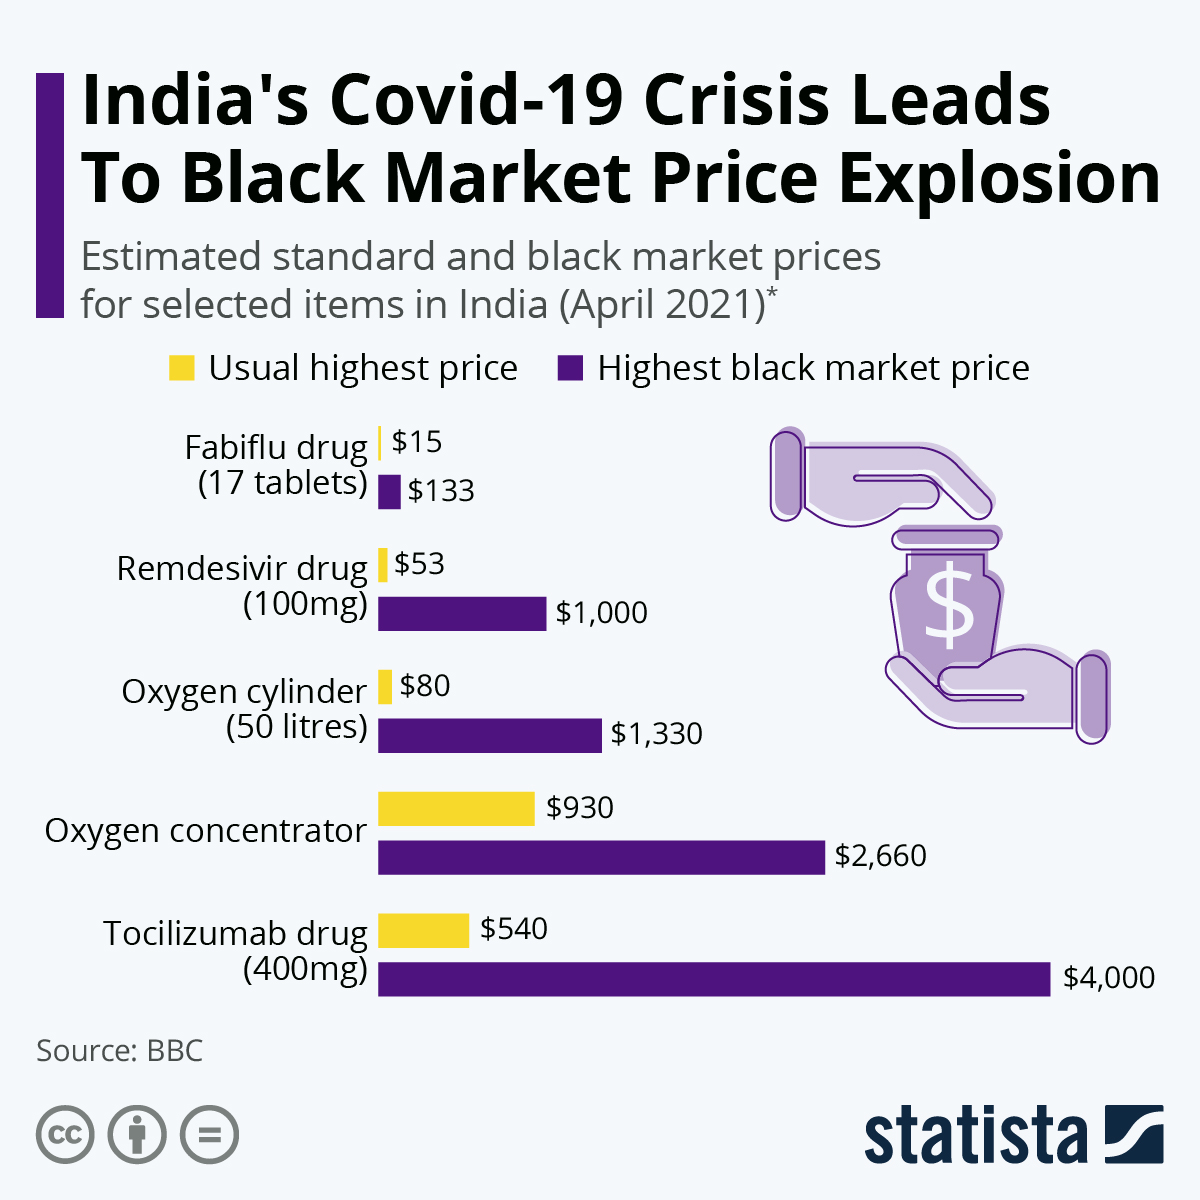 India's Covid-19 Crisis Leads
To Black Market Price Explosion
Estimated standard and black market prices
for selected items in India (April 2021)*
Usual highest price
Highest black market price
Fabiflu drug
(17 tablets)
$15
$133
Remdesivir drug
(100mg)
$53
$1,000
Oxygen cylinder
(50 litres)
$80
$1,330
Oxygen concentrator
$930
$2,660
Tocilizumab drug
(400mg)
$540
$4,000
$
Source: BBC
cc
=
statista